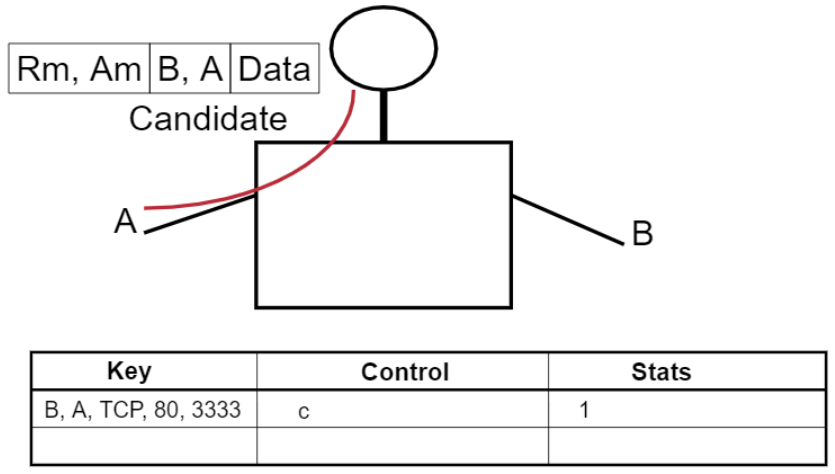 Rm, Am B, A Data
Candidate
A
B
Key Control Stats
B, A, TCP, 80, 3333 c 1